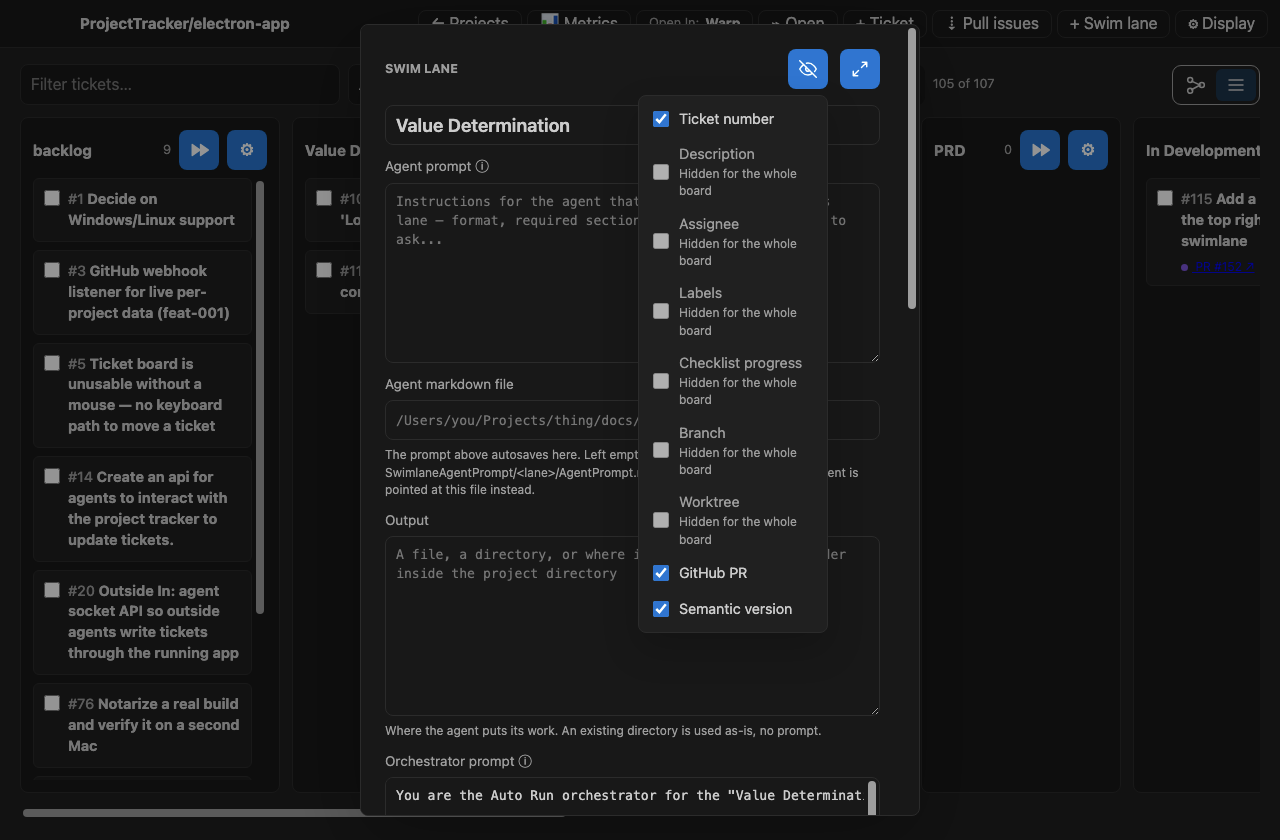 ProjectTracker/electron-app
← Projects
Metrics
Open In: Warp
Open
+ Ticket
Pull issues
+ Swim lane
Display
Filter tickets...
105 of 107
backlog
9
#1 Decide on
Windows/Linux support
#3 GitHub webhook
listener for live per-
project data (feat-001)
#5 Ticket board is
unusable without a
mouse — no keyboard
path to move a ticket
#14 Create an api for
agents to interact with
the project tracker to
update tickets.
#20 Outside In: agent
socket API so outside
agents write tickets
through the running app
#76 Notarize a real build
and verify it on a second
Mac
Value D
'Lo
SWIM LANE
Value Determination
Agent prompt ⓘ
Instructions for the agent that
lane — format, required section
to
ask...
Agent markdown file
/Users/you/Projects/thing/docs/
The prompt above autosaves here. Left empt
SwimlaneAgentPrompt/<lane>/AgentPrompt.
ent is
pointed at this file instead.
Output
A file, a directory, or where i
der
inside the project directory
Where the agent puts its work. An existing directory is used as-is, no prompt.
Orchestrator prompt ⓘ
You are the Auto Run orchestrator for the "Value Determinat
Ticket number
Description
Hidden for the whole
board
Assignee
Hidden for the whole
board
Labels
Hidden for the whole
board
Checklist progress
Hidden for the whole
board
Branch
Hidden for the whole
board
Worktree
Hidden for the whole
board
GitHub PR
Semantic version
PRD
0
In Development
#115 Add a
the top righ
swimlane